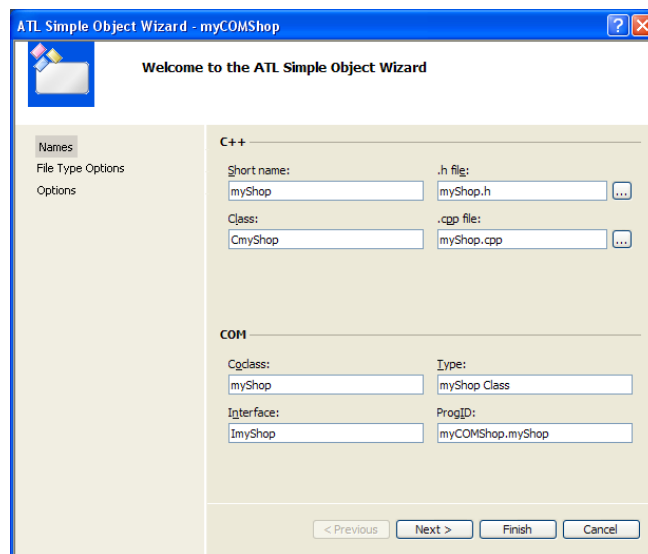 ATL Simple Object Wizard - myCOMShop
Welcome to the ATL Simple Object Wizard
Names
File Type Options
Options
C++
Short name:
.h file:
myShop
myShop.h
...
Class:
.cpp file:
CmyShop
myShop.cpp
...
COM
Coclass:
Type:
myShop
myShop Class
Interface:
ProgID:
ImyShop
myCOMShop.myShop
< Previous
Next >
Finish
Cancel